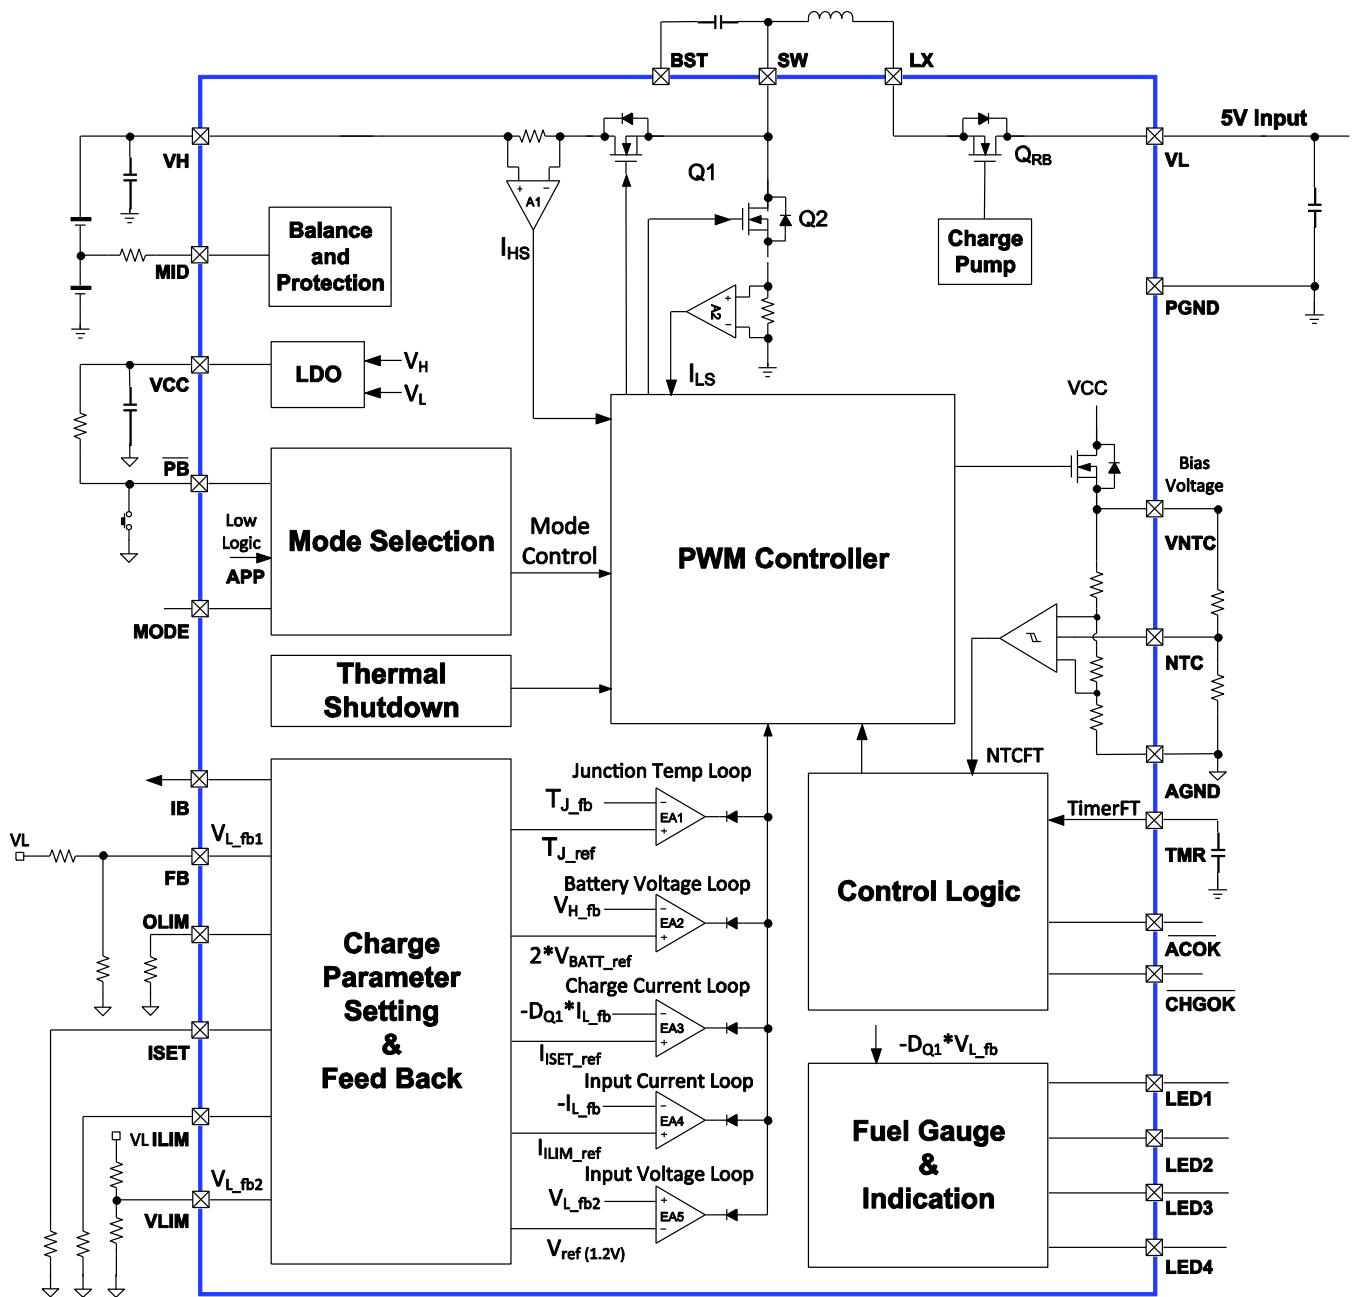 BST
SW
LX
5V Input
VH
VL
Q1
QRB
A1
+
−
Q2
IHS
Balance
and
Protection
MID
Charge
Pump
PGND
A2
+
−
ILS
VCC
LDO
VH
VL
VCC
PB
Bias
Voltage
VNTC
Low
Logic
APP
Mode Selection
Mode
Control
PWM Controller
MODE
NTC
Thermal
Shutdown
NTCFT
AGND
IB
Junction Temp Loop
TJ_fb
−
EA1
+
TJ_ref
TimerFT
TMR
VL
VL_fb1
FB
Battery Voltage Loop
VH_fb
−
EA2
+
2*VBATT_ref
Control Logic
OLIM
ACOK
Charge
Parameter
Setting
&
Feed Back
Charge Current Loop
-DQ1*IL_fb
−
EA3
+
IISET_ref
CHGOK
ISET
-DQ1*VL_fb
Input Current Loop
-IL_fb
−
EA4
+
IILIM_ref
LED1
VL
ILIM
Fuel Gauge
&
Indication
LED2
VL_fb2
VLIM
Input Voltage Loop
VL_fb2
+
EA5
−
Vref (1.2V)
LED3
LED4